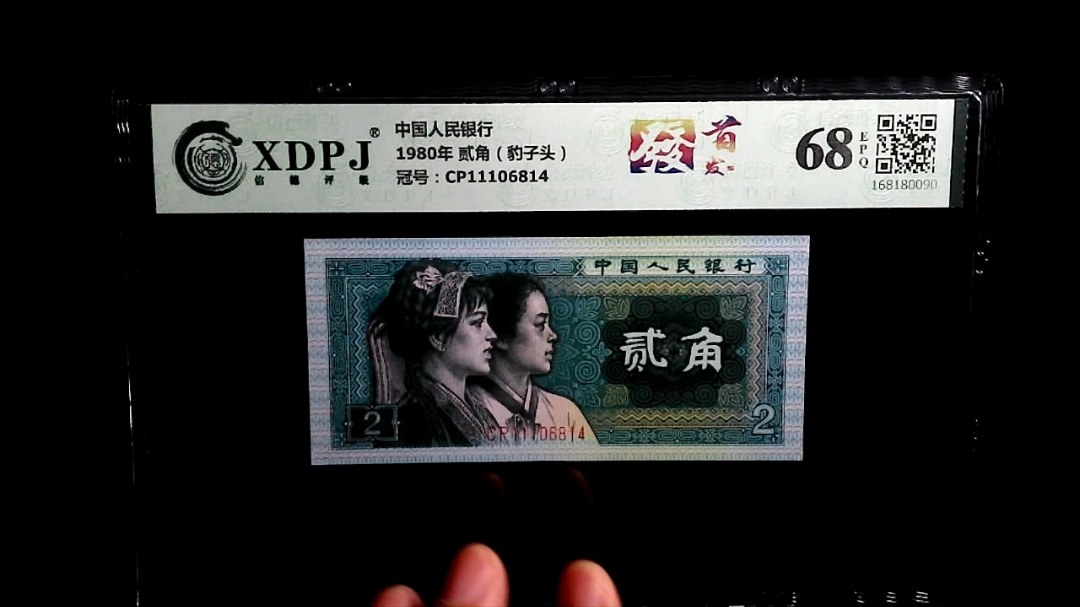 XDPJ®
信德评级
中国人民银行
1980年 贰角（豹子头）
冠号：CP11106814
發
首发
68
EPQ
168180090
中国人民银行
贰角
2
2
CP11106814